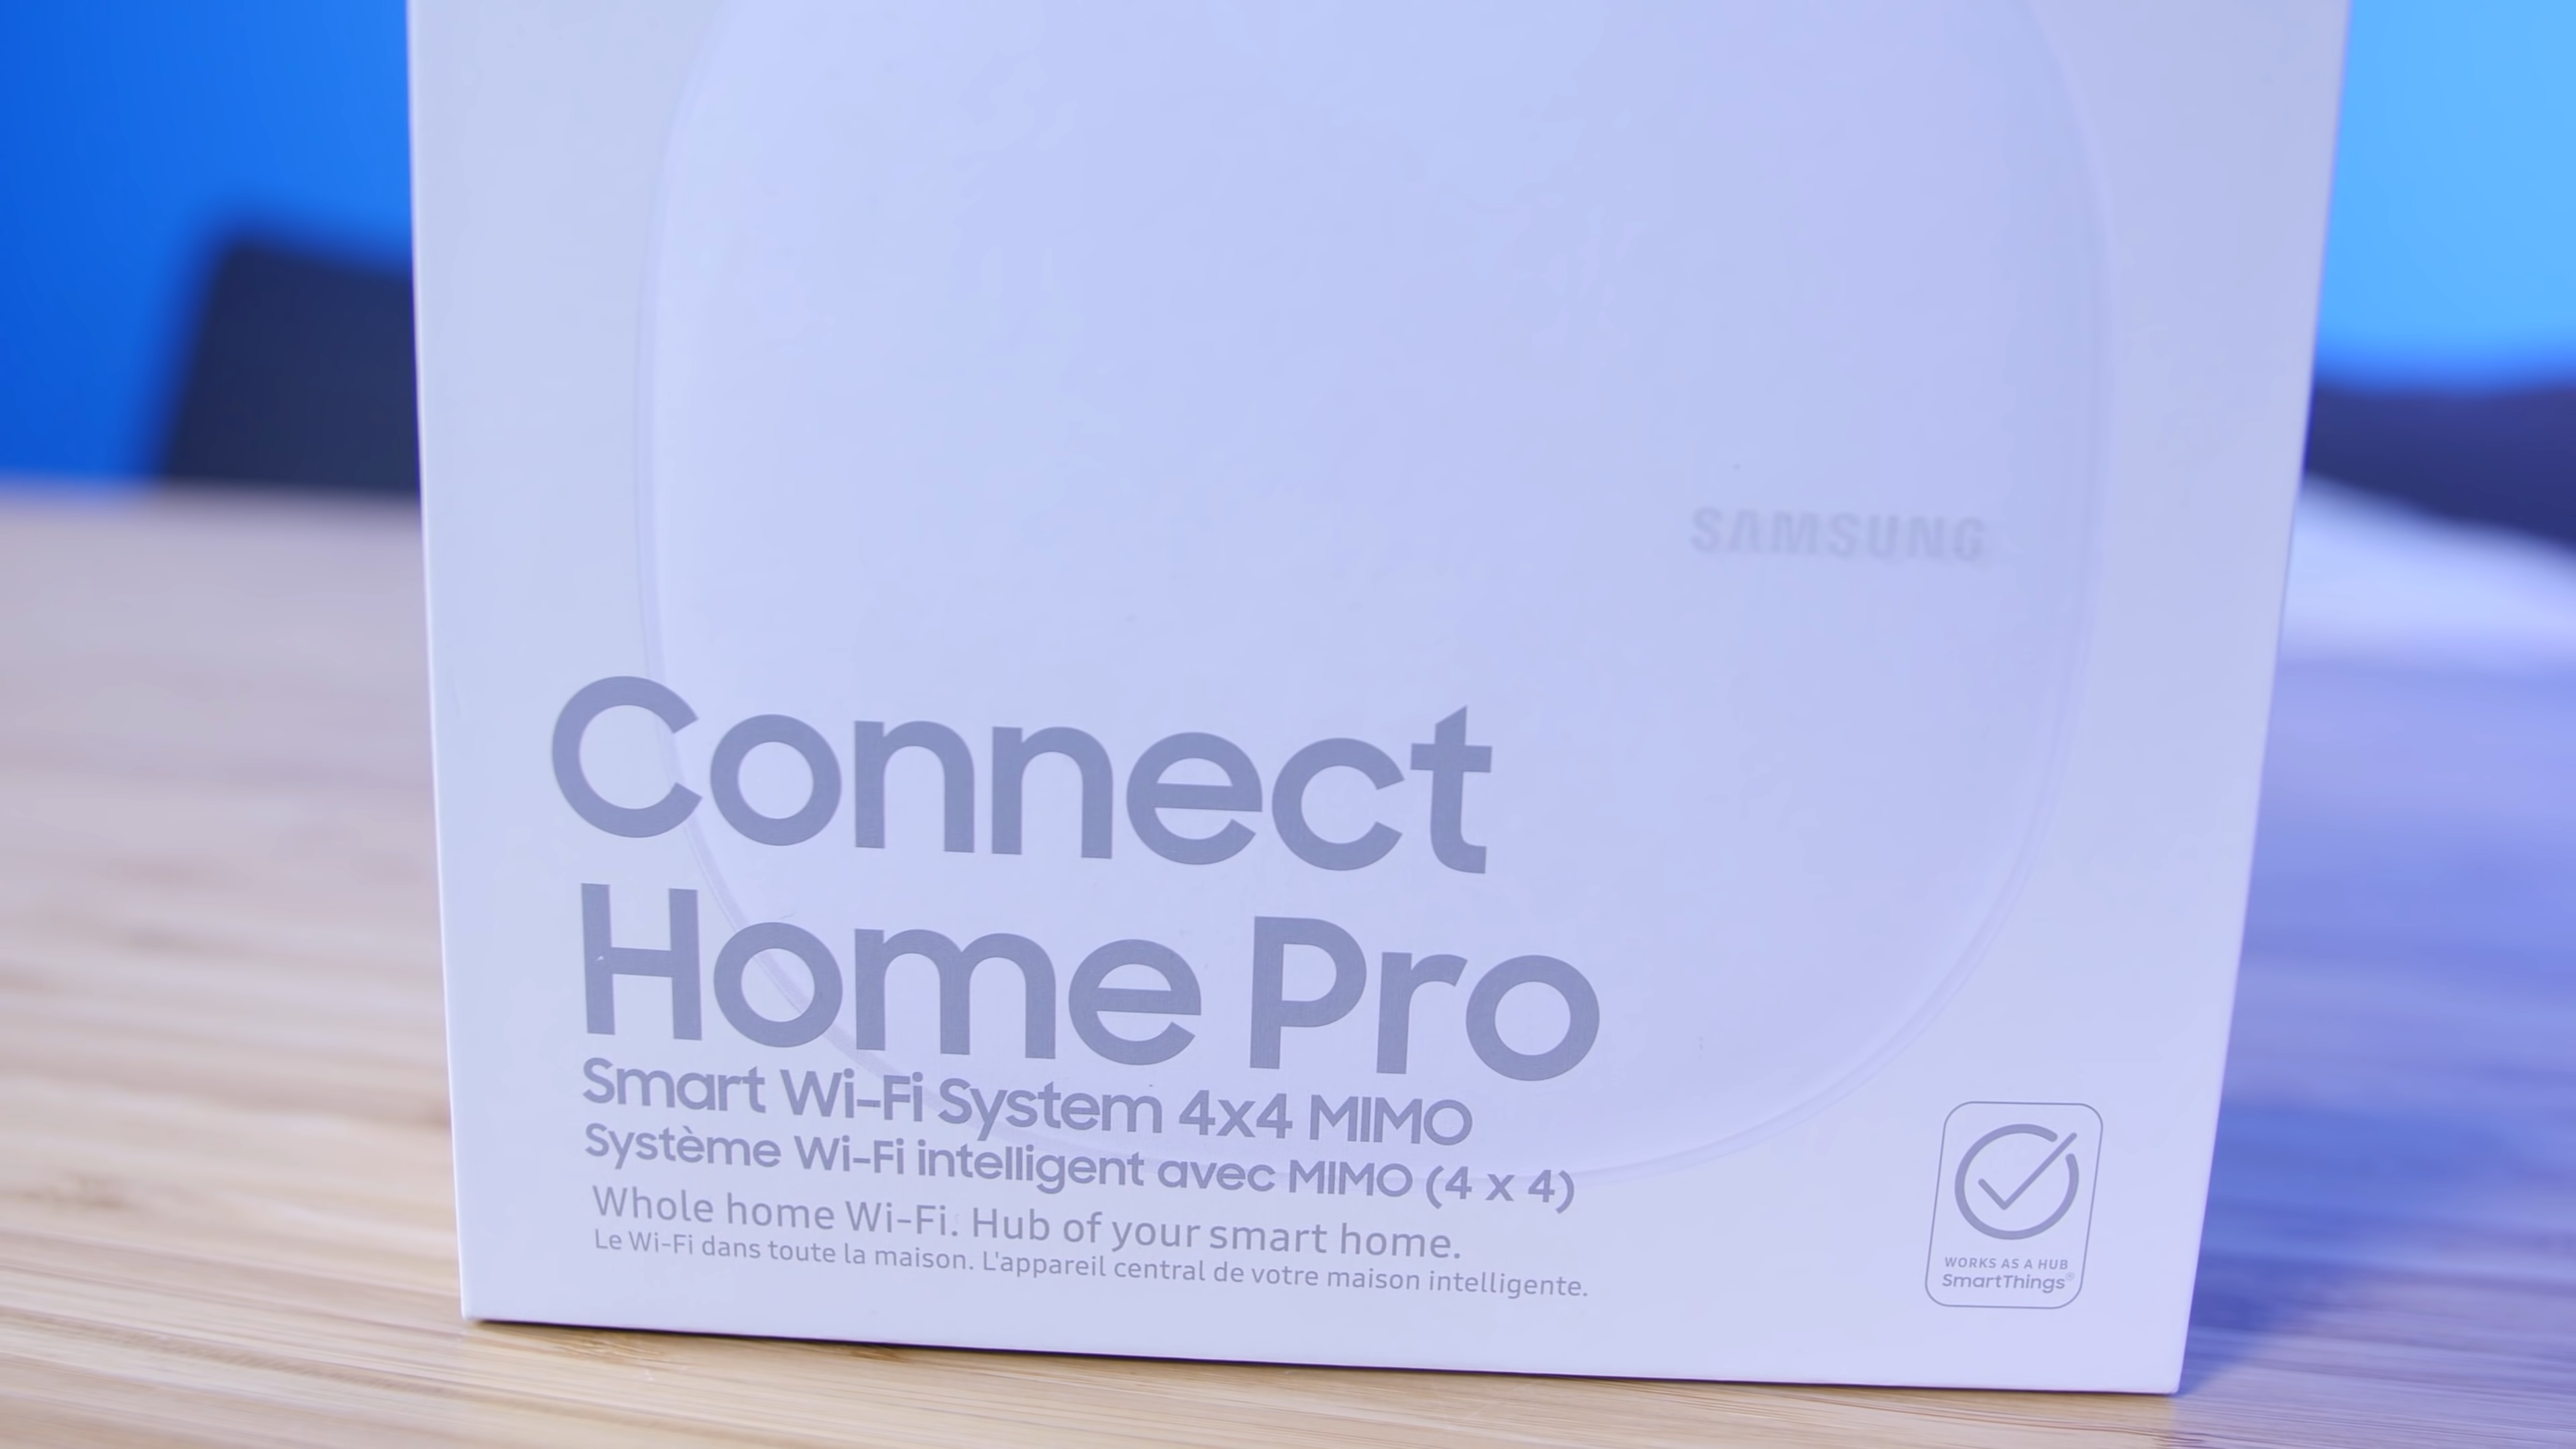 SAMSUNG
Connect
Home Pro
Smart Wi-Fi System 4x4 MIMO
Système Wi-Fi intelligent avec MIMO (4 x 4)
Whole home Wi-Fi. Hub of your smart home.
Le Wi-Fi dans toute la maison. L'appareil central de votre maison intelligente.
WORKS AS A HUB
SmartThings®